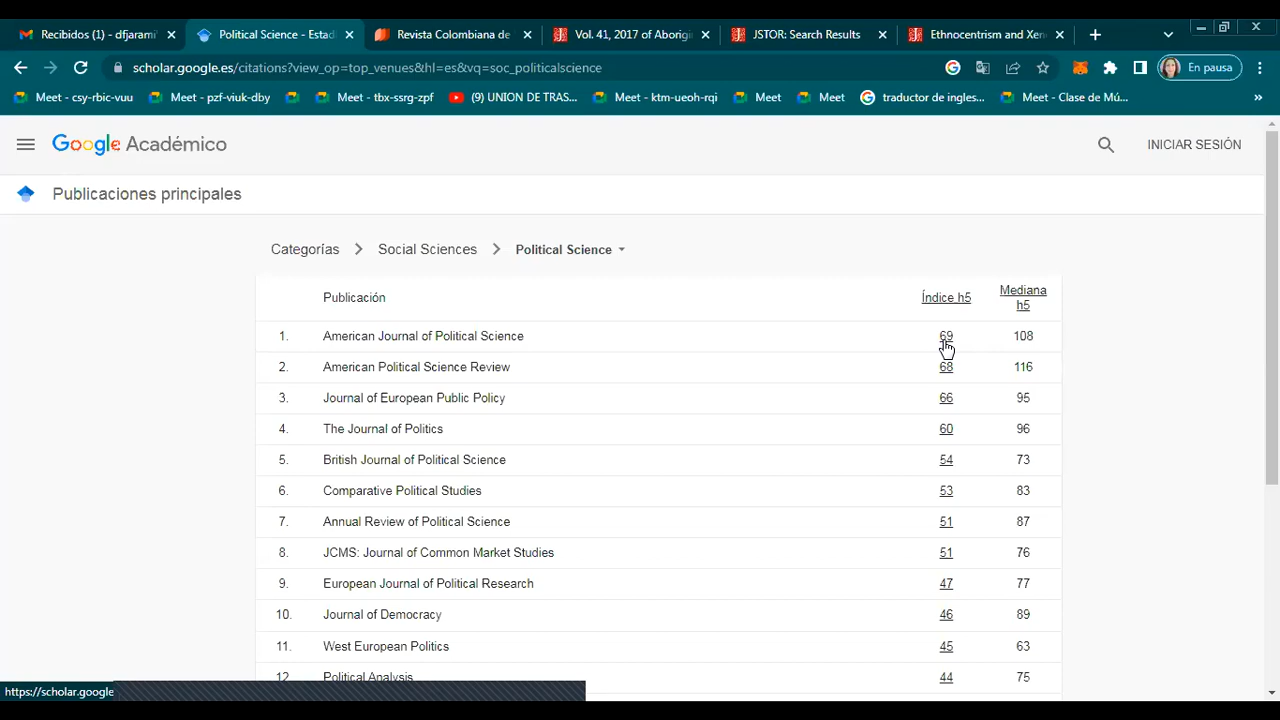 Recibidos (1) - dfjarami
Political Science - Estad
Revista Colombiana de
Vol. 41, 2017 of Aborigi
JSTOR: Search Results
Ethnocentrism and Xen
scholar.google.es/citations?view_op=top_venues&hl=es&vq=soc_politicalscience
En pausa
Meet - csy-rbic-vuu
Meet - pzf-viuk-dby
Meet - tbx-ssrg-zpf
(9) UNION DE TRAS...
Meet - ktm-ueoh-rqi
Meet
Meet
traductor de ingles...
Meet - Clase de Mú...
»
Google Académico
INICIAR SESIÓN
Publicaciones principales
Categorías
Social Sciences
Political Science
Publicación
Índice h5
Mediana
h5
1. American Journal of Political Science 69 108
2. American Political Science Review 68 116
3. Journal of European Public Policy 66 95
4. The Journal of Politics 60 96
5. British Journal of Political Science 54 73
6. Comparative Political Studies 53 83
7. Annual Review of Political Science 51 87
8. JCMS: Journal of Common Market Studies 51 76
9. European Journal of Political Research 47 77
10. Journal of Democracy 46 89
11. West European Politics 45 63
12. Political Analysis 44 75
https://scholar.google